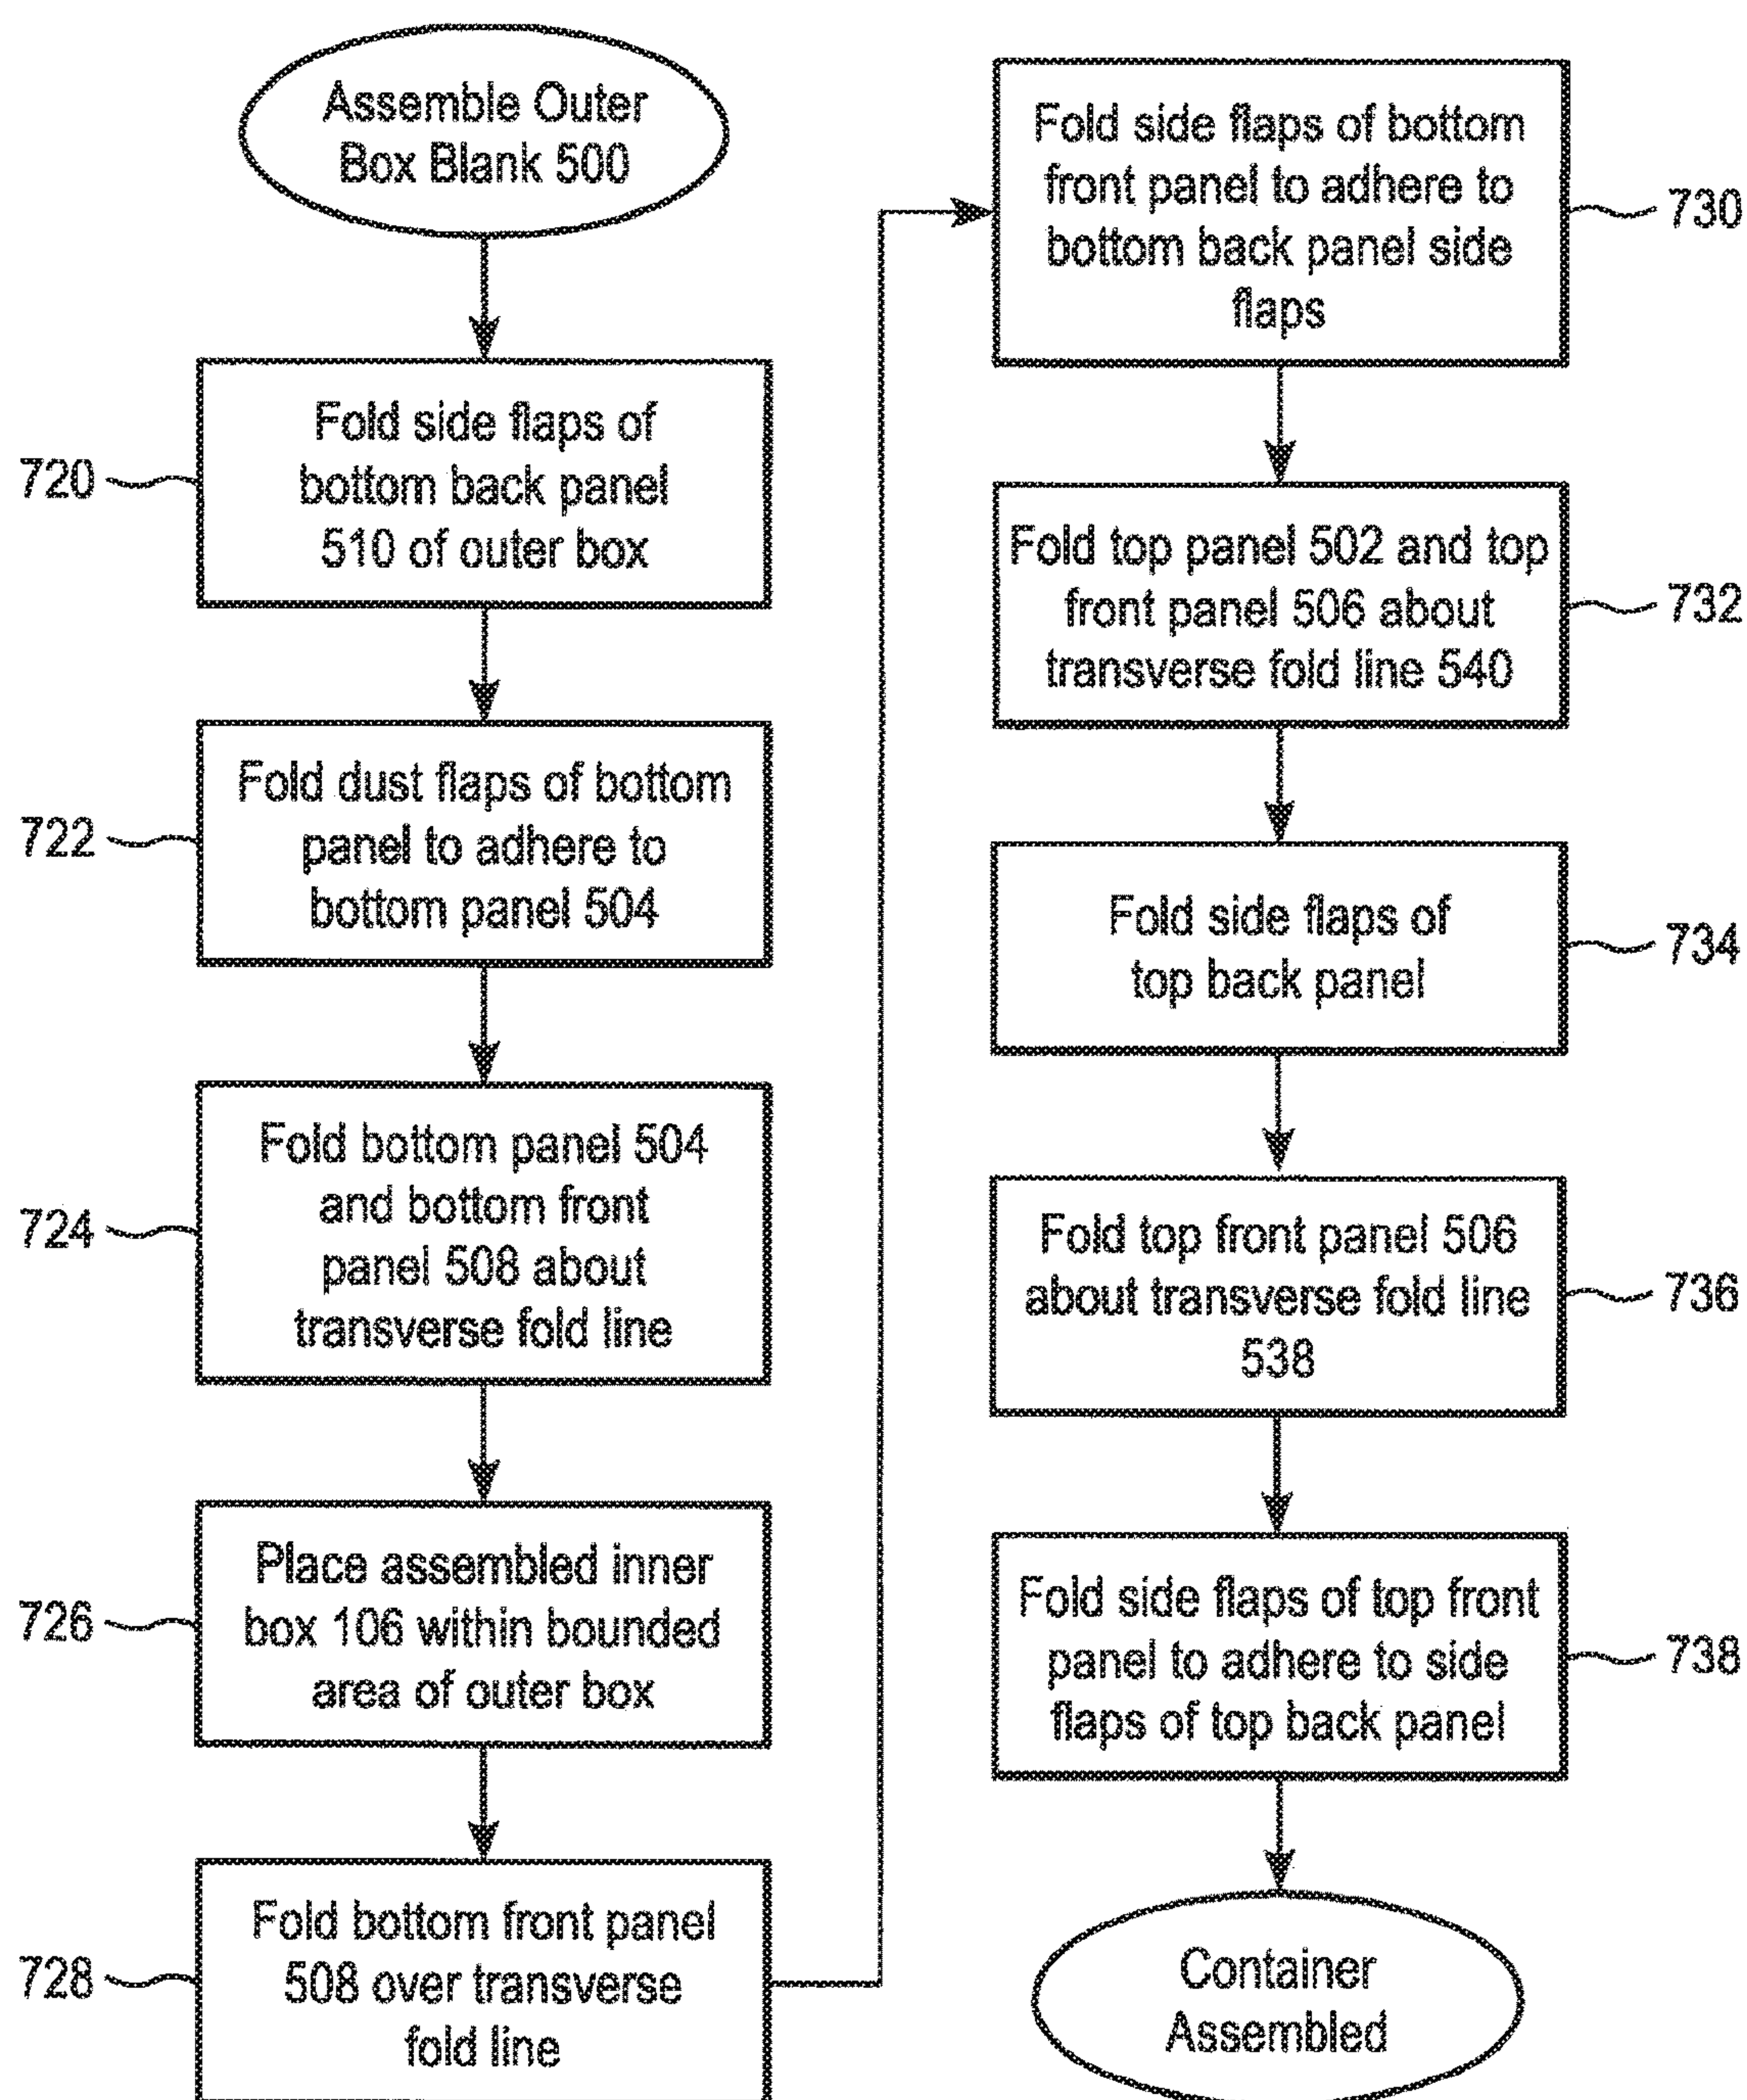 Assemble Outer
Box Blank 500
720
Fold side flaps of
bottom back panel
510 of outer box
722
Fold dust flaps of bottom
panel to adhere to
bottom panel 504
724
Fold bottom panel 504
and bottom front
panel 508 about
transverse fold line
726
Place assembled inner
box 106 within bounded
area of outer box
728
Fold bottom front panel
508 over transverse
fold line
Fold side flaps of bottom
front panel to adhere to
bottom back panel side
flaps
730
Fold top panel 502 and top
front panel 506 about
transverse fold line 540
732
Fold side flaps of
top back panel
734
Fold top front panel 506
about transverse fold line
538
736
Fold side flaps of top front
panel to adhere to side
flaps of top back panel
738
Container
Assembled